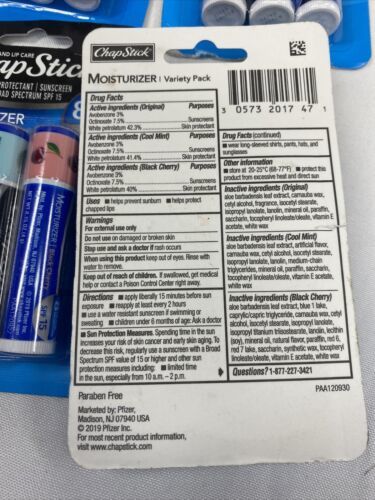 AND LIP CARE
apStick
PROTECTANT | SUNSCREEN
AD SPECTRUM SPF 15
ZER
8
MOISTURIZER
SPF 15
ChapStick
MOISTURIZER | Variety Pack
3 0573 2017 47 1
Drug Facts
Active ingredients (Original) Purposes
Avobenzone 3%
Octinoxate 7.5% Sunscreen
White petrolatum 42.3% Skin protectant
Active ingredients (Cool Mint) Purposes
Avobenzone 3%
Octinoxate 7.5% Sunscreen
White petrolatum 41.4% Skin protectant
Active ingredients (Black Cherry) Purposes
Avobenzone 3%
Octinoxate 7.5% Sunscreen
White petrolatum 40% Skin protectant
Uses ■ helps prevent sunburn ■ helps protect
chapped lips
Warnings
For external use only
Do not use on damaged or broken skin
Stop use and ask a doctor if rash occurs
When using this product keep out of eyes. Rinse with
water to remove.
Keep out of reach of children. If swallowed, get medical
help or contact a Poison Control Center right away.
Directions ■ apply liberally 15 minutes before sun
exposure ■ reapply at least every 2 hours
■ use a water resistant sunscreen if swimming or
sweating ■ children under 6 months of age: Ask a doctor
■ Sun Protection Measures. Spending time in the sun
increases your risk of skin cancer and early skin aging. To
decrease this risk, regularly use a sunscreen with a Broad
Spectrum SPF value of 15 or higher and other sun
protection measures including: ■ limited time
in the sun, especially from 10 a.m. – 2 p.m.
Drug Facts (continued)
■ wear long-sleeved shirts, pants, hats, and
sunglasses
Other information
■ store at 20-25°C (68-77°F) ■ protect this
product from excessive heat and direct sun
Inactive ingredients (Original)
aloe barbadensis leaf extract, carnauba wax,
cetyl alcohol, fragrance, isocetyl stearate,
isopropyl lanolate, lanolin, mineral oil, paraffin,
saccharin, tocopheryl linoleate/oleate, vitamin E
acetate, white wax
Inactive ingredients (Cool Mint)
aloe barbadensis leaf extract, artificial flavor,
carnauba wax, cetyl alcohol, isocetyl stearate,
isopropyl lanolate, lanolin, medium-chain
triglycerides, mineral oil, paraffin, saccharin,
tocopheryl linoleate/oleate, vitamin E acetate,
white wax
Inactive ingredients (Black Cherry)
aloe barbadensis leaf extract, blue 1 lake,
caprylic/capric triglyceride, carnauba wax,
cetyl alcohol, isocetyl stearate, isopropyl lanolate,
isopropyl titanium triisostearate, lanolin, lecithin
(soy), mineral oil, natural flavor, paraffin, red 6,
red 7 lake, saccharin, synthetic wax, tocopheryl
linoleate/oleate, vitamin E acetate, white wax
Questions? 1-877-227-3421
PAA120930
Paraben Free
Marketed by: Pfizer,
Madison, NJ 07940 USA
© 2019 Pfizer Inc.
For most recent product information, visit
www.chapstick.com